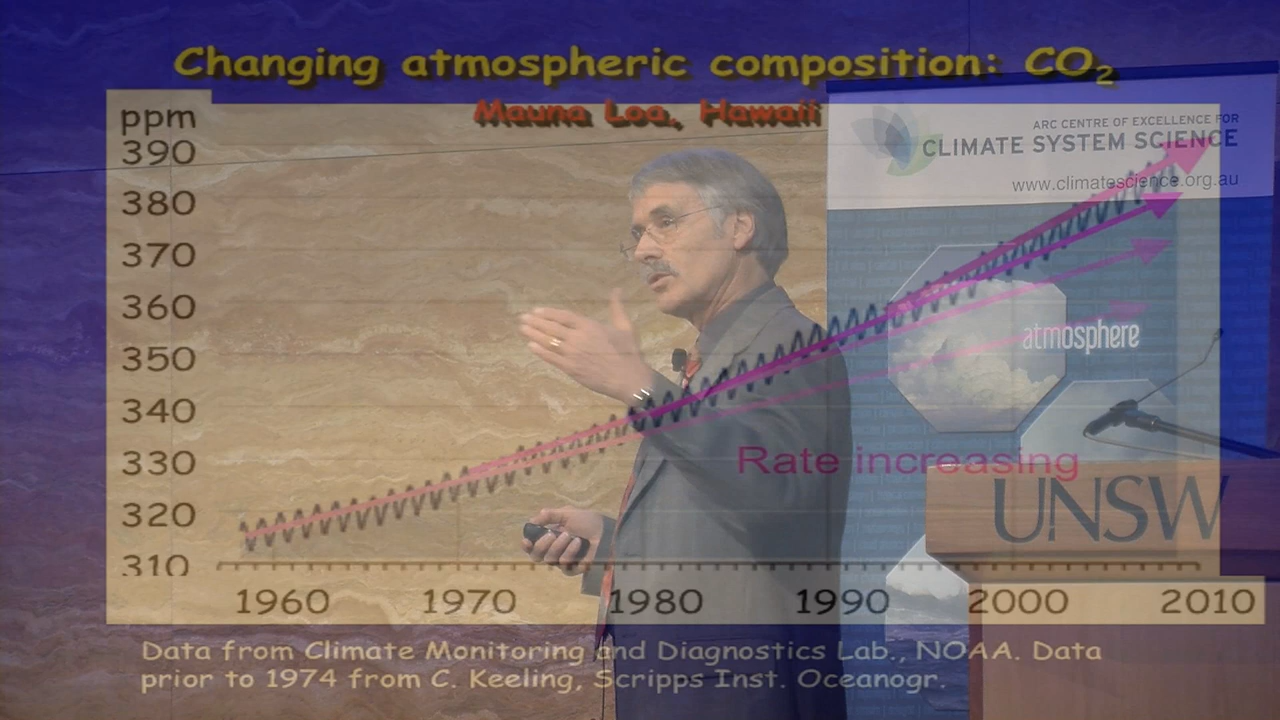 Changing atmospheric composition: CO₂
Mauna Loa, Hawaii
ppm
390
380
370
360
350
340
330
320
310
1960 1970 1980 1990 2000 2010
Rate increasing
Data from Climate Monitoring and Diagnostics Lab., NOAA. Data
prior to 1974 from C. Keeling, Scripps Inst. Oceanogr.
ARC CENTRE OF EXCELLENCE FOR
CLIMATE SYSTEM SCIENCE
www.climatescience.org.au
atmosphere
UNSW